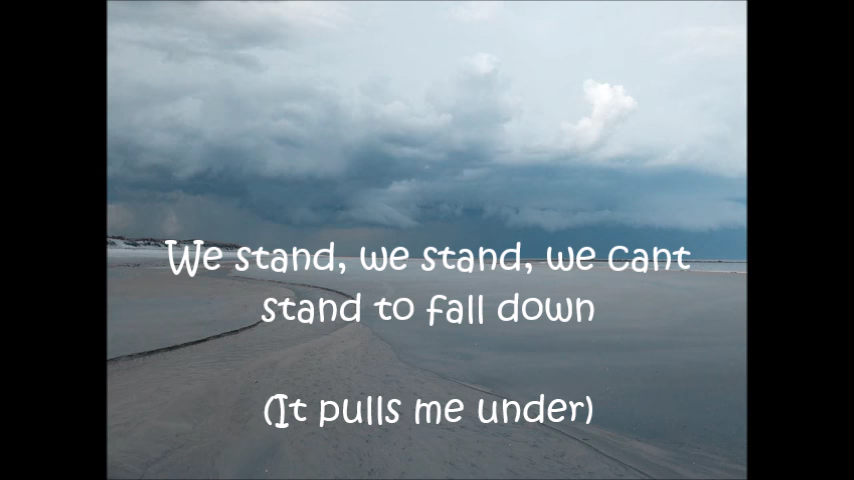 We stand, we stand, we cant
stand to fall down
(It pulls me under)